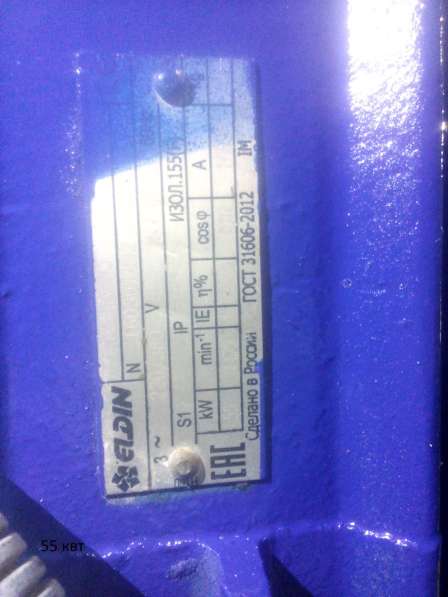 ELDIN
N
3 ~ V
S1 IP ИЗОЛ.155
kW min⁻¹ IE η% cosφ A
EAC Сделано в России ГОСТ 31606-2012 IM
55 квт